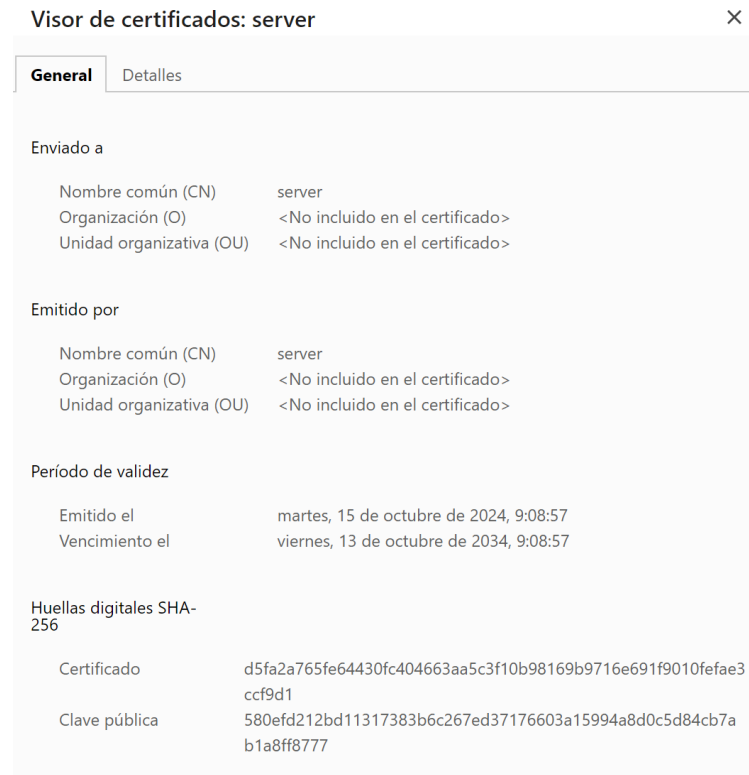 Visor de certificados: server
General Detalles
Enviado a
Nombre común (CN) server
Organización (O) <No incluido en el certificado>
Unidad organizativa (OU) <No incluido en el certificado>
Emitido por
Nombre común (CN) server
Organización (O) <No incluido en el certificado>
Unidad organizativa (OU) <No incluido en el certificado>
Período de validez
Emitido el martes, 15 de octubre de 2024, 9:08:57
Vencimiento el viernes, 13 de octubre de 2034, 9:08:57
Huellas digitales SHA-
256
Certificado d5fa2a765fe64430fc404663aa5c3f10b98169b9716e691f9010fefae3
ccf9d1
Clave pública 580efd212bd11317383b6c267ed37176603a15994a8d0c5d84cb7a
b1a8ff8777